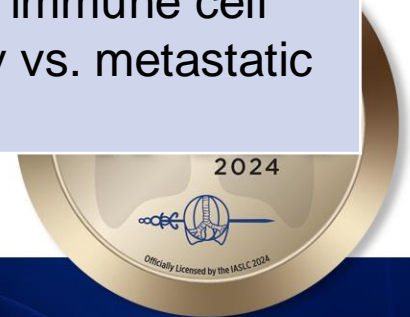 immune cell
vs. metastatic
2024
Officially Licensed by the IASLC 2024